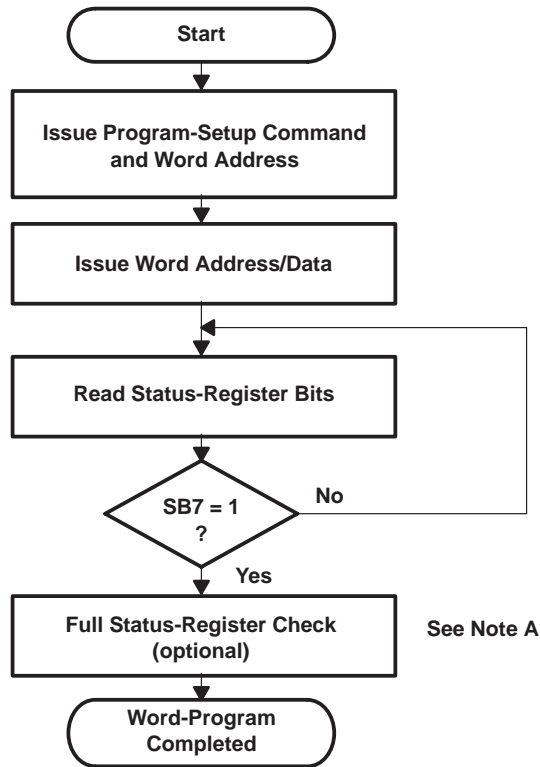 Start
Issue Program-Setup Command
and Word Address
Issue Word Address/Data
Read Status-Register Bits
SB7 = 1
?
No
Yes
Full Status-Register Check
(optional)
See Note A
Word-Program
Completed